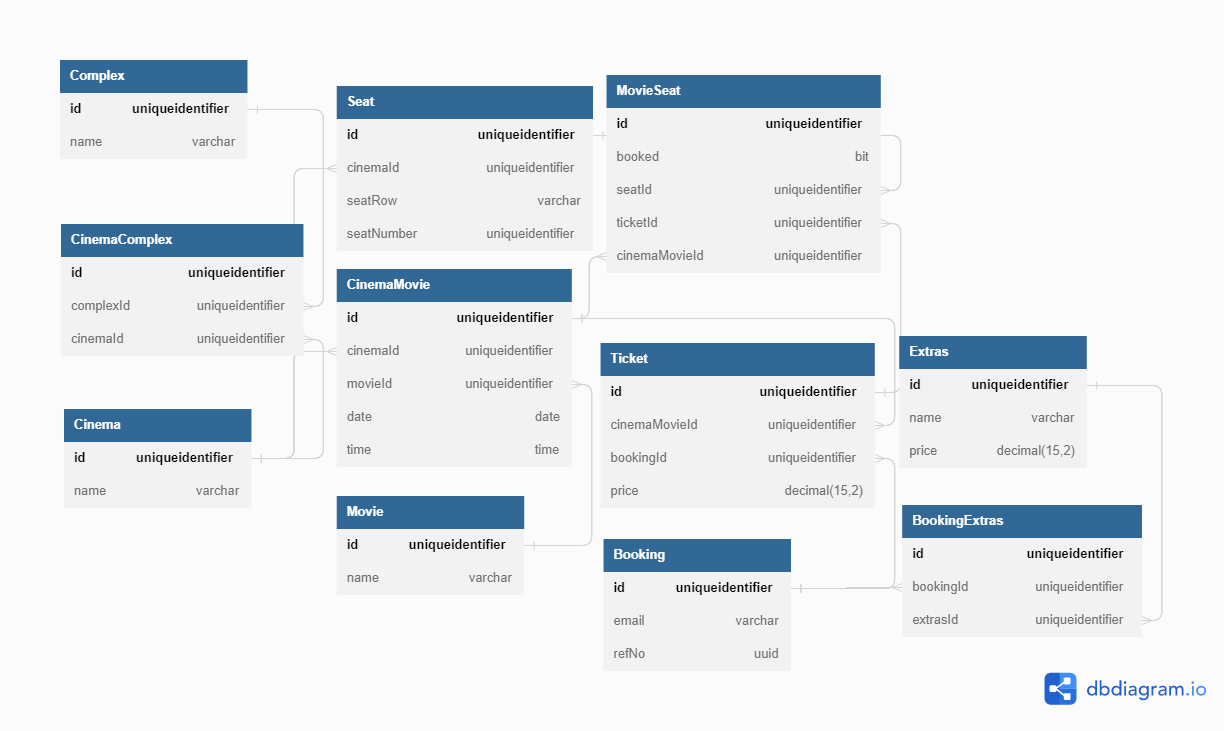 Complex
id uniqueidentifier
name varchar
Seat
id uniqueidentifier
cinemaId uniqueidentifier
seatRow varchar
seatNumber uniqueidentifier
MovieSeat
id uniqueidentifier
booked bit
seatId uniqueidentifier
ticketId uniqueidentifier
cinemaMovieId uniqueidentifier
CinemaComplex
id uniqueidentifier
complexId uniqueidentifier
cinemaId uniqueidentifier
CinemaMovie
id uniqueidentifier
cinemaId uniqueidentifier
movieId uniqueidentifier
date date
time time
Ticket
id uniqueidentifier
cinemaMovieId uniqueidentifier
bookingId uniqueidentifier
price decimal(15,2)
Extras
id uniqueidentifier
name varchar
price decimal(15,2)
Cinema
id uniqueidentifier
name varchar
Movie
id uniqueidentifier
name varchar
Booking
id uniqueidentifier
email varchar
refNo uuid
BookingExtras
id uniqueidentifier
bookingId uniqueidentifier
extrasId uniqueidentifier
dbdiagram.io